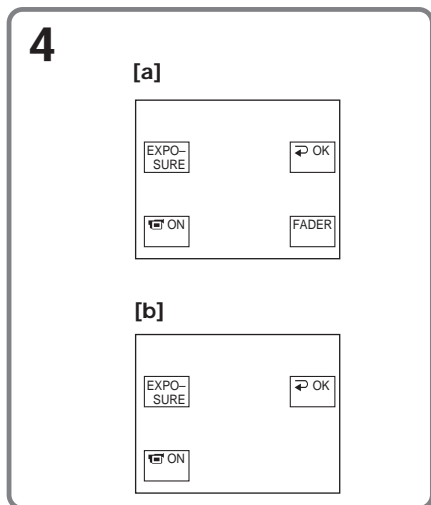 4
[a]
EXPO–
SURE
OK
ON
FADER
[b]
EXPO–
SURE
OK
ON